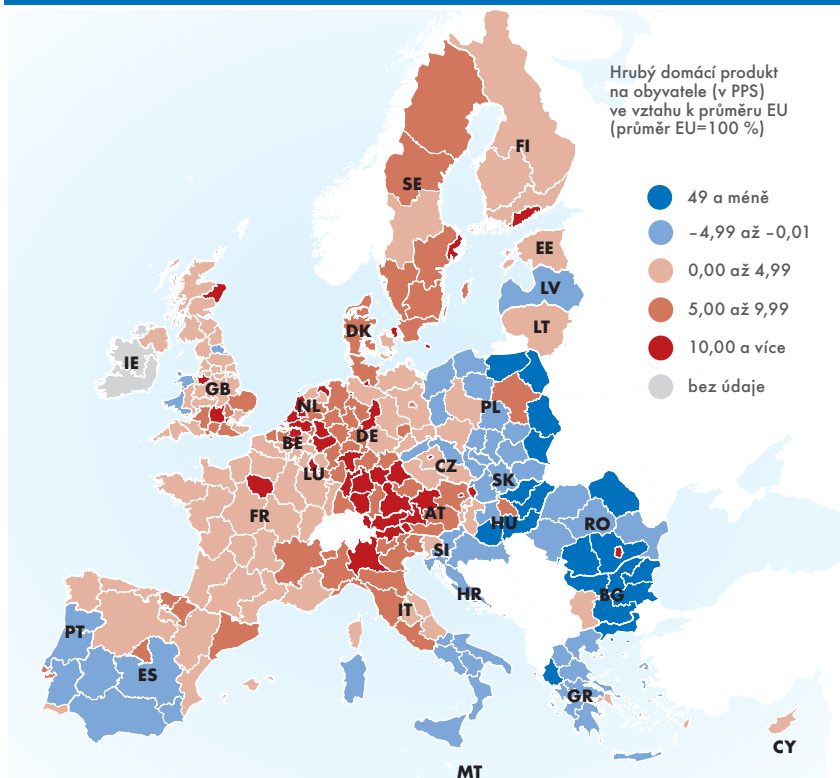 Hrubý domácí produkt
na obyvatele (v PPS)
ve vztahu k průměru EU
(průměr EU=100 %)
49 a méně
−4,99 až −0,01
0,00 až 4,99
5,00 až 9,99
10,00 a více
bez údaje
FI
SE
EE
LV
LT
DK
IE
GB
NL
PL
DE
BE
LU
CZ
SK
FR
AT
HU
RO
SI
HR
BG
IT
PT
ES
GR
CY
MT